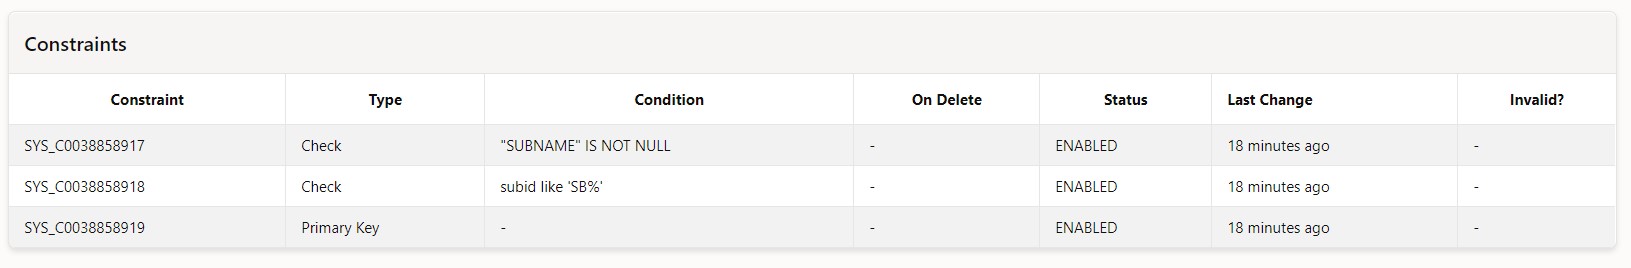 Constraints
Constraint Type Condition On Delete Status Last Change Invalid?
SYS_C0038858917 Check "SUBNAME" IS NOT NULL - ENABLED 18 minutes ago -
SYS_C0038858918 Check subid like 'SB%' - ENABLED 18 minutes ago -
SYS_C0038858919 Primary Key - - ENABLED 18 minutes ago -